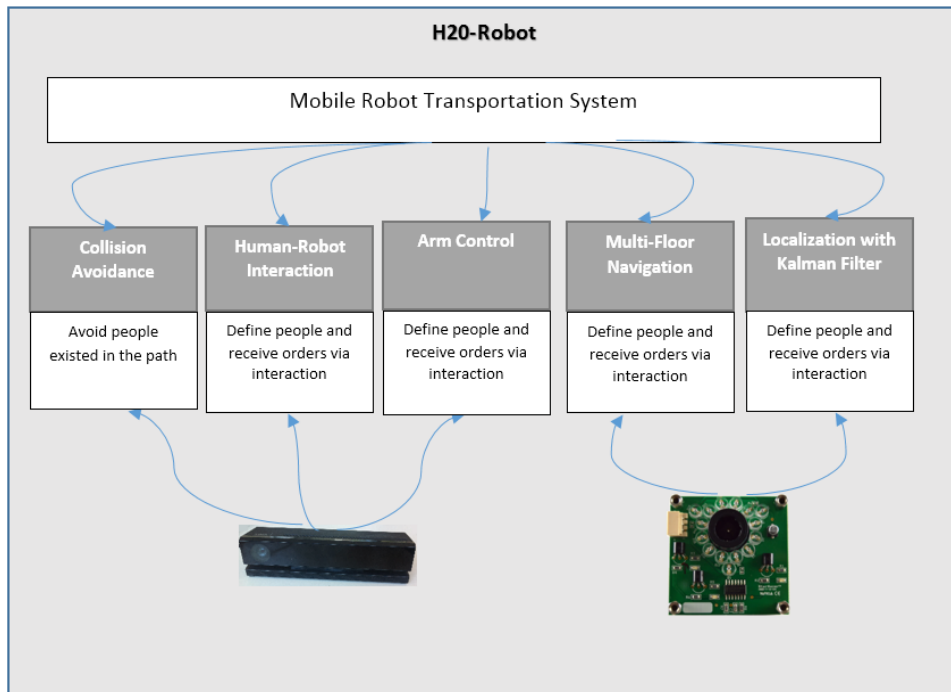 H20-Robot
Mobile Robot Transportation System
Collision
Avoidance
Human-Robot
Interaction
Arm Control
Multi-Floor
Navigation
Localization with
Kalman Filter
Avoid people
existed in the path
Define people and
receive orders via
interaction
Define people and
receive orders via
interaction
Define people and
receive orders via
interaction
Define people and
receive orders via
interaction